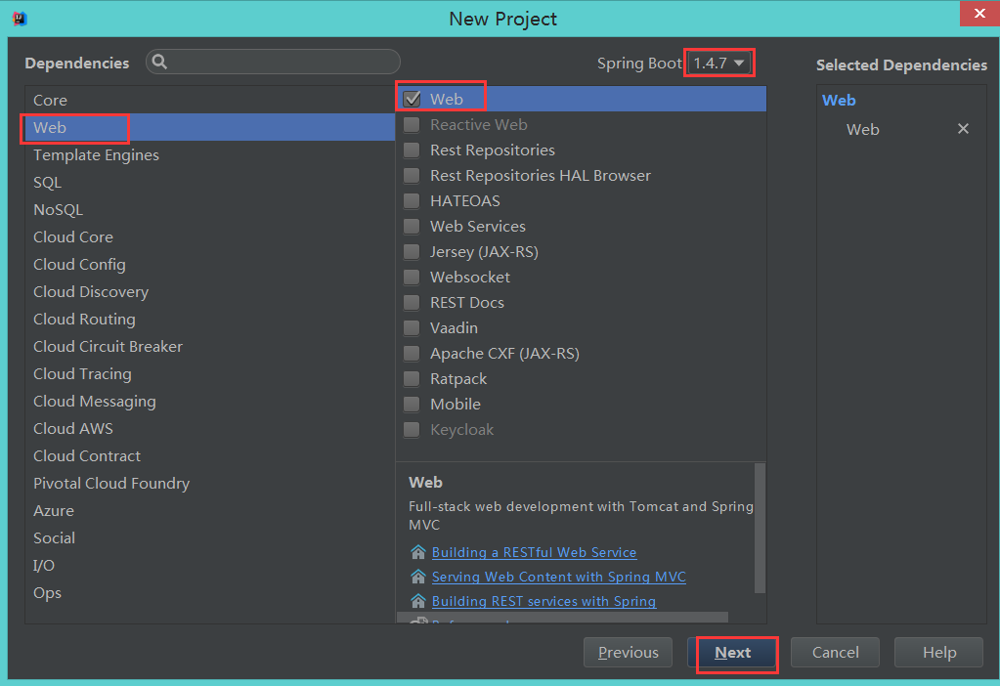 New Project
Dependencies
Spring Boot 1.4.7
Selected Dependencies
Core
Web
Template Engines
SQL
NoSQL
Cloud Core
Cloud Config
Cloud Discovery
Cloud Routing
Cloud Circuit Breaker
Cloud Tracing
Cloud Messaging
Cloud AWS
Cloud Contract
Pivotal Cloud Foundry
Azure
Social
I/O
Ops
Web
Reactive Web
Rest Repositories
Rest Repositories HAL Browser
HATEOAS
Web Services
Jersey (JAX-RS)
Websocket
REST Docs
Vaadin
Apache CXF (JAX-RS)
Ratpack
Mobile
Keycloak
Web
Full-stack web development with Tomcat and Spring
MVC
Building a RESTful Web Service
Serving Web Content with Spring MVC
Building REST services with Spring
Web
Web
Previous
Next
Cancel
Help